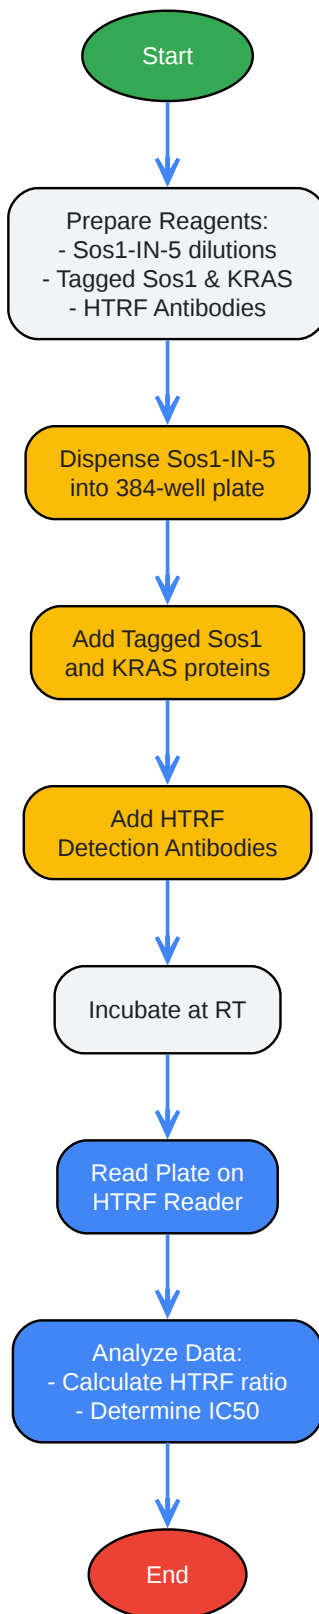 Start
Prepare Reagents:
- Sos1-IN-5 dilutions
- Tagged Sos1 & KRAS
- HTRF Antibodies
Dispense Sos1-IN-5
into 384-well plate
Add Tagged Sos1
and KRAS proteins
Add HTRF
Detection Antibodies
Incubate at RT
Read Plate on
HTRF Reader
Analyze Data:
- Calculate HTRF ratio
- Determine IC50
End